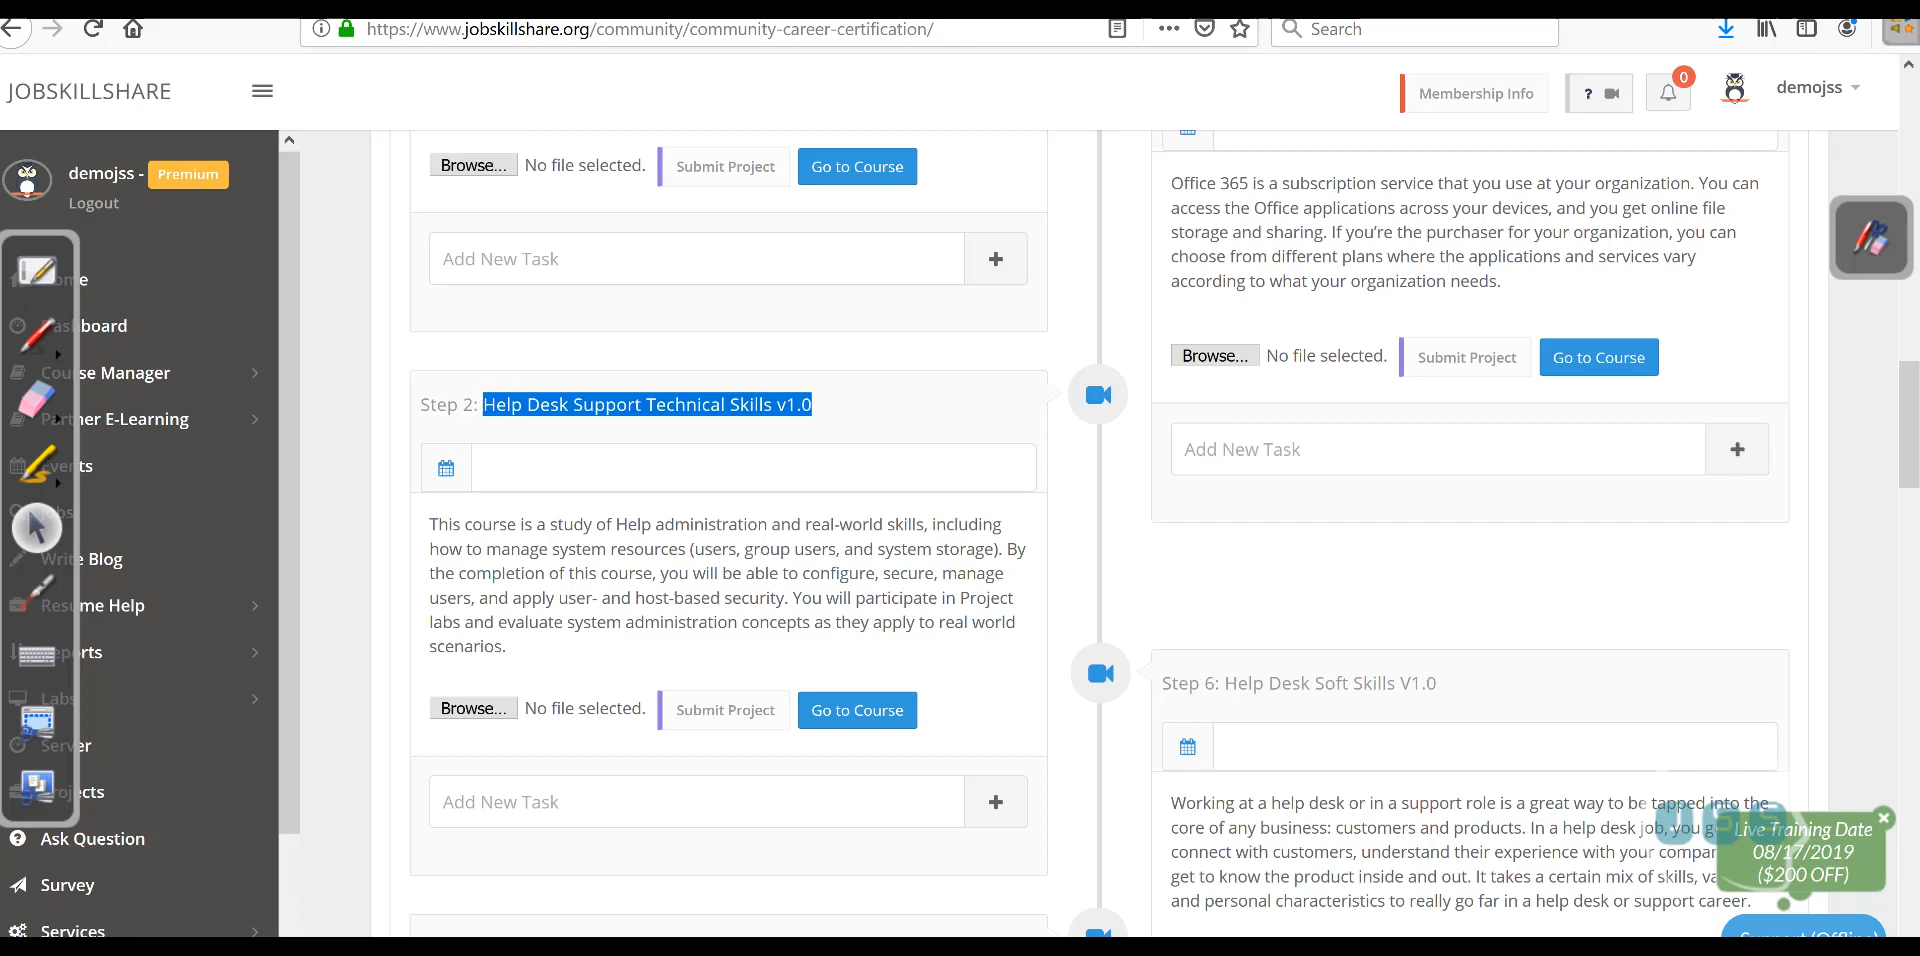 https://www.jobskillshare.org/community/community-career-certification/
Search
JOBSKILLSHARE
Membership Info
?
0
demojss
demojss - Premium
Logout
ome
board
Course Manager
ner E-Learning
Events
Write Blog
Resume Help
ports
Labs
Server
ojects
Ask Question
Survey
Services
Browse... No file selected. Submit Project Go to Course
Add New Task
Step 2: Help Desk Support Technical Skills v1.0
This course is a study of Help administration and real-world skills, including
how to manage system resources (users, group users, and system storage). By
the completion of this course, you will be able to configure, secure, manage
users, and apply user- and host-based security. You will participate in Project
labs and evaluate system administration concepts as they apply to real world
scenarios.
Browse... No file selected. Submit Project Go to Course
Add New Task
Office 365 is a subscription service that you use at your organization. You can
access the Office applications across your devices, and you get online file
storage and sharing. If you’re the purchaser for your organization, you can
choose from different plans where the applications and services vary
according to what your organization needs.
Browse... No file selected. Submit Project Go to Course
Add New Task
Step 6: Help Desk Soft Skills V1.0
Working at a help desk or in a support role is a great way to be tapped into the
core of any business: customers and products. In a help desk job, you
connect with customers, understand their experience with your
get to know the product inside and out. It takes a certain mix of skills,
and personal characteristics to really go far in a help desk or support career.
Live Training Date
08/17/2019
($200 OFF)